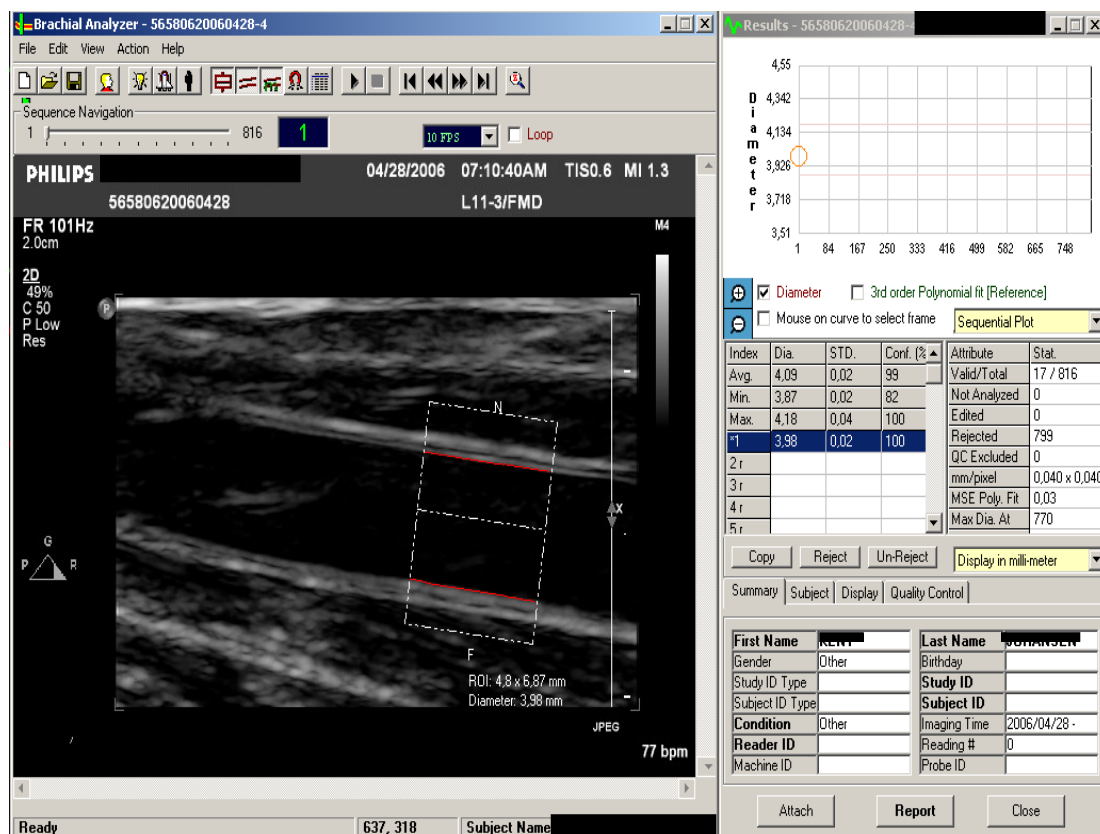 Brachial Analyzer - 56580620060428-4
File Edit View Action Help
Sequence Navigation
1 816 1 10 FPS Loop
PHILIPS 04/28/2006 07:10:40AM TIS0.6 MI 1.3
56580620060428 L11-3/FMD
FR 101Hz
2.0cm
M4
2D
49%
C 50
P Low
Res
P
N
X
G
P R
F
ROI: 4,8 x 6,87 mm
Diameter: 3,98 mm
JPEG
77 bpm
Ready 637, 318 Subject Name
Results - 56580620060428-4
Diameter
4,55
4,342
4,134
3,926
3,718
3,51
1 84 167 250 333 416 499 582 665 748
Diameter 3rd order Polynomial fit [Reference]
Mouse on curve to select frame Sequential Plot
Index Dia. STD. Conf. (%
Avg. 4,09 0,02 99
Min. 3,87 0,02 82
Max. 4,18 0,04 100
*1 3,98 0,02 100
2 r
3 r
4 r
5 r
Attribute Stat.
Valid/Total 17 / 816
Not Analyzed 0
Edited 0
Rejected 799
QC Excluded 0
mm/pixel 0,040 x 0,040
MSE Poly. Fit 0,03
Max Dia. At 770
Copy Reject Un-Reject Display in milli-meter
Summary Subject Display Quality Control
First Name Last Name
Gender Other Birthday
Study ID Type Study ID
Subject ID Type Subject ID
Condition Other Imaging Time 2006/04/28 -
Reader ID Reading # 0
Machine ID Probe ID
Attach Report Close